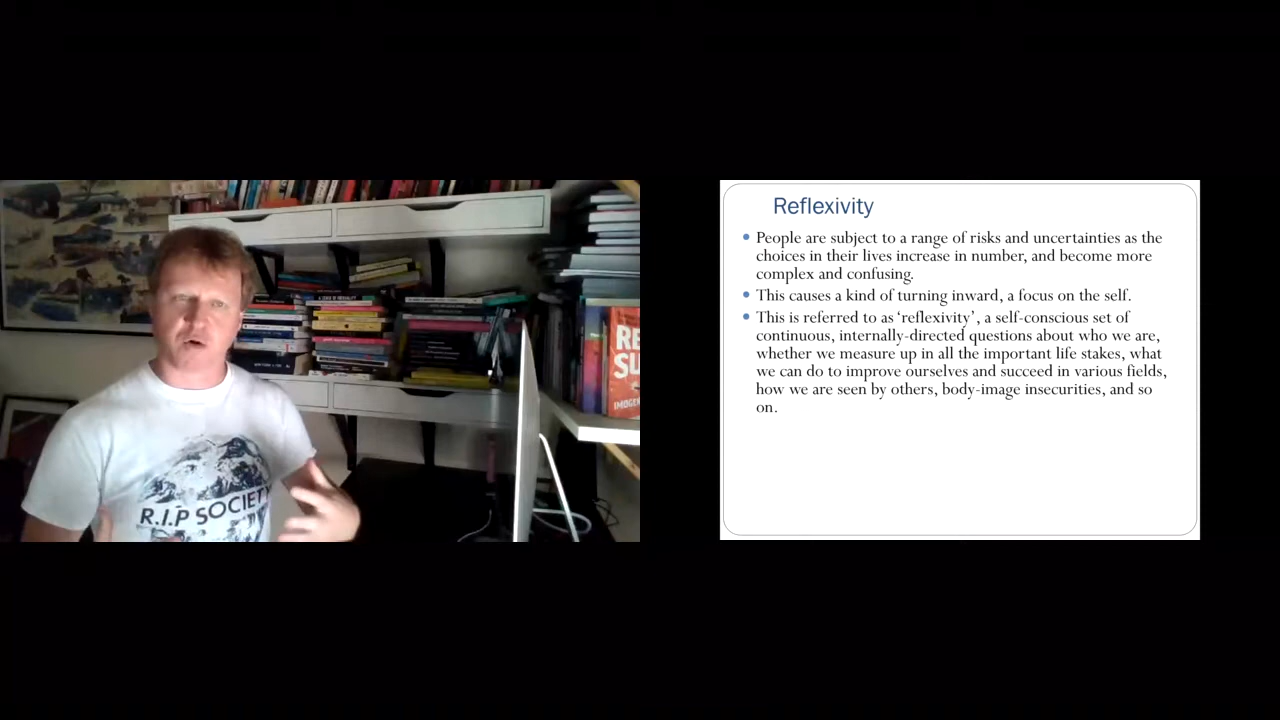 RE
SU
IMOGEN
R.I.P SOCIETY
Reflexivity
People are subject to a range of risks and uncertainties as the
choices in their lives increase in number, and become more
complex and confusing.
This causes a kind of turning inward, a focus on the self.
This is referred to as ‘reflexivity’, a self-conscious set of
continuous, internally-directed questions about who we are,
whether we measure up in all the important life stakes, what
we can do to improve ourselves and succeed in various fields,
how we are seen by others, body-image insecurities, and so
on.